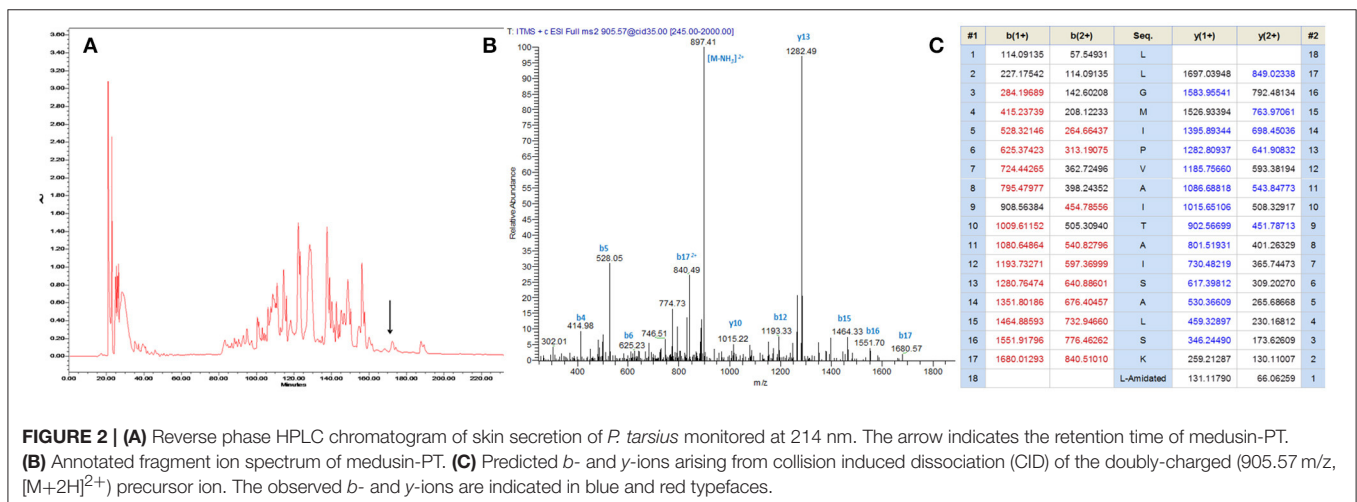 A
3.60
3.40
3.20
3.00
2.80
2.60
2.40
2.20
2.00
1.80
1.60
1.40
1.20
1.00
0.80
0.60
0.40
0.20
0.00
0.00 20.00 40.00 60.00 80.00 100.00 120.00 140.00 160.00 180.00 200.00 220.00
Minutes
B
T: ITMS + c ESI Full ms2 905.57@cid35.00 [245.00-2000.00]
Relative Abundance
100
95
90
85
80
75
70
65
60
55
50
45
40
35
30
25
20
15
10
5
0
897.41
[M-NH3]2+
y13
1282.49
b5
528.05
b17 2+
840.49
774.73
b4
414.98
302.01
b6
625.23
746.51
y10
1015.22
b12
1193.33
b15
1464.33
b16
1551.70
b17
1680.57
400 600 800 1000 1200 1400 1600 1800
m/z
C
#1 b(1+) b(2+) Seq. y(1+) y(2+) #2
1 114.09135 57.54931 L 18
2 227.17542 114.09135 L 1697.03948 849.02338 17
3 284.19689 142.60208 G 1583.95541 792.48134 16
4 415.23739 208.12233 M 1526.93394 763.97061 15
5 528.32146 264.66437 I 1395.89344 698.45036 14
6 625.37423 313.19075 P 1282.80937 641.90832 13
7 724.44265 362.72496 V 1185.75660 593.38194 12
8 795.47977 398.24352 A 1086.68818 543.84773 11
9 908.56384 454.78556 I 1015.65106 508.32917 10
10 1009.61152 505.30940 T 902.56699 451.78713 9
11 1080.64864 540.82796 A 801.51931 401.26329 8
12 1193.73271 597.36999 I 730.48219 365.74473 7
13 1280.76474 640.88601 S 617.39812 309.20270 6
14 1351.80186 676.40457 A 530.36609 265.68668 5
15 1464.88593 732.94660 L 459.32897 230.16812 4
16 1551.91796 776.46262 S 346.24490 173.62609 3
17 1680.01293 840.51010 K 259.21287 130.11007 2
18 L-Amidated 131.11790 66.06259 1
FIGURE 2 | (A) Reverse phase HPLC chromatogram of skin secretion of P. tarsius monitored at 214 nm. The arrow indicates the retention time of medusin-PT.
(B) Annotated fragment ion spectrum of medusin-PT. (C) Predicted b- and y-ions arising from collision induced dissociation (CID) of the doubly-charged (905.57 m/z,
[M+2H]2+) precursor ion. The observed b- and y-ions are indicated in blue and red typefaces.